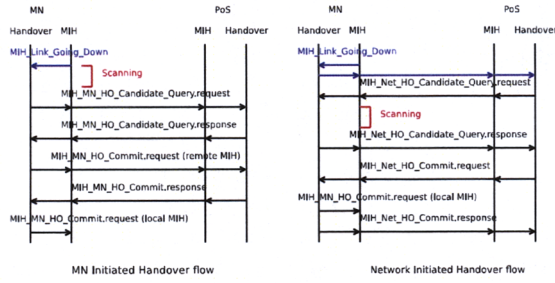 MN PoS
Handover MIH MIH Handover
MIH_Link_Going_Down
Scanning
MIH_MN_HO_Candidate_Query.request
MIH_MN_HO_Candidate_Query.response
MIH_MN_HO_Commit.request (remote MIH)
MIH_MN_HO_Commit.response
MIH_MN_HO_Commit.request (local MIH)
MN Initiated Handover flow
MN PoS
Handover MIH MIH Handover
MIH_Link_Going_Down
MIH_Net_HO_Candidate_Query.request
Scanning
MIH_Net_HO_Candidate_Query.response
MIH_Net_HO_Commit.request
MIH_MN_HO_Commit.request (local MIH)
MIH_Net_HO_Commit.response
Network Initiated Handover flow